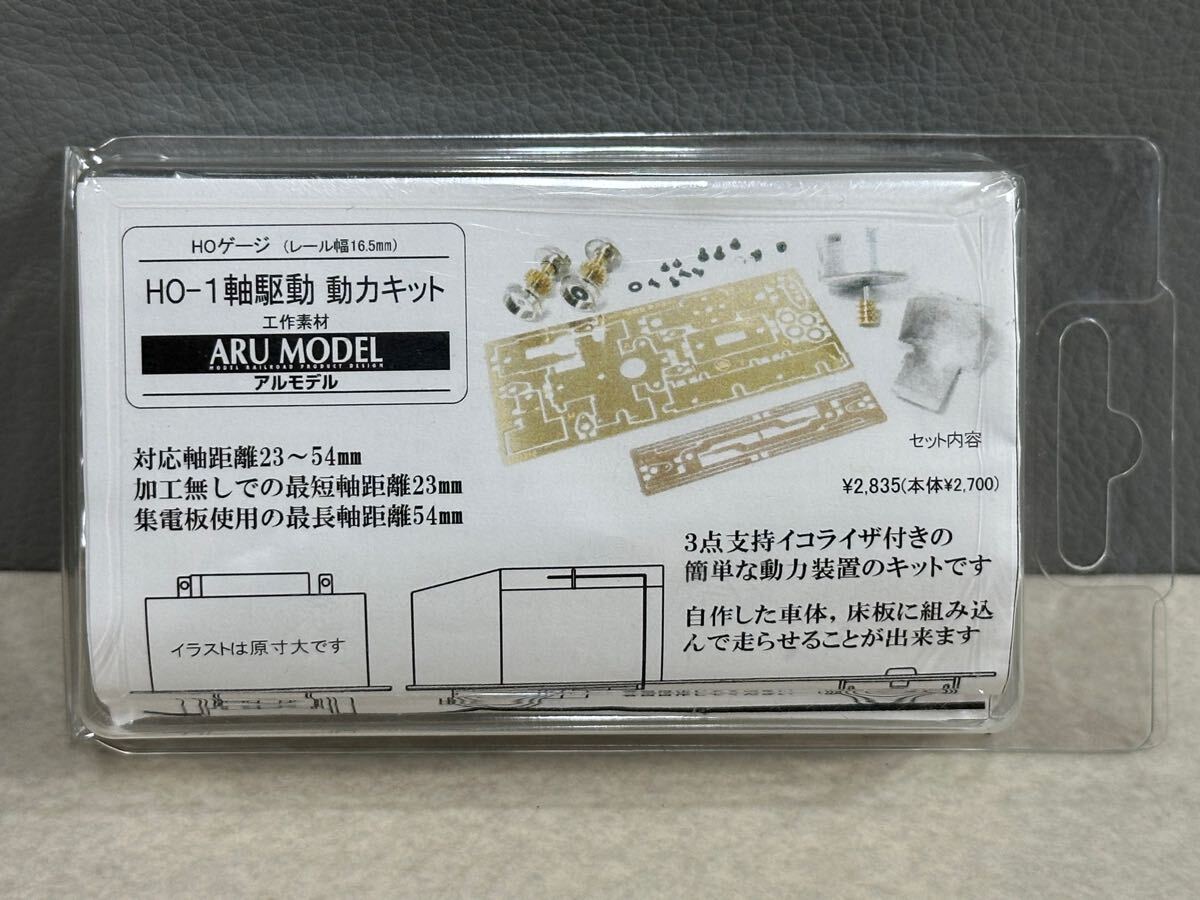 HOゲージ (レール幅16.5mm)
HO-1軸駆動 動力キット
工作素材
ARU MODEL
MODEL RAILROAD PRODUCT DESIGN
アルモデル
セット内容
¥2,835(本体¥2,700)
対応軸距離23~54mm
加工無しでの最短軸距離23mm
集電板使用の最長軸距離54mm
3点支持イコライザ付きの
簡単な動力装置のキットです
自作した車体,床板に組み込
んで走らせることが出来ます
イラストは原寸大です